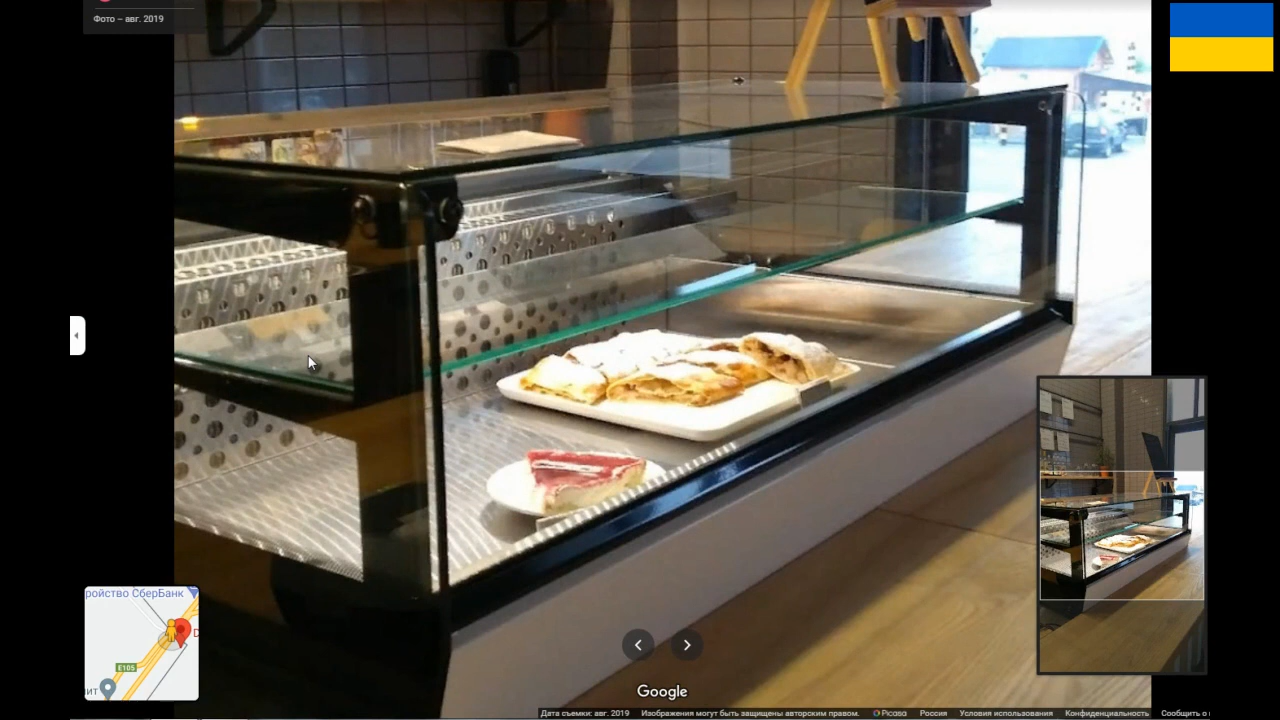 Фото – авг. 2019
ройство СберБанк
E105
ит
Google
Дата съемки: авг. 2019 Изображения могут быть защищены авторским правом. Picasa Россия Условия использования Конфиденциальность Сообщить о